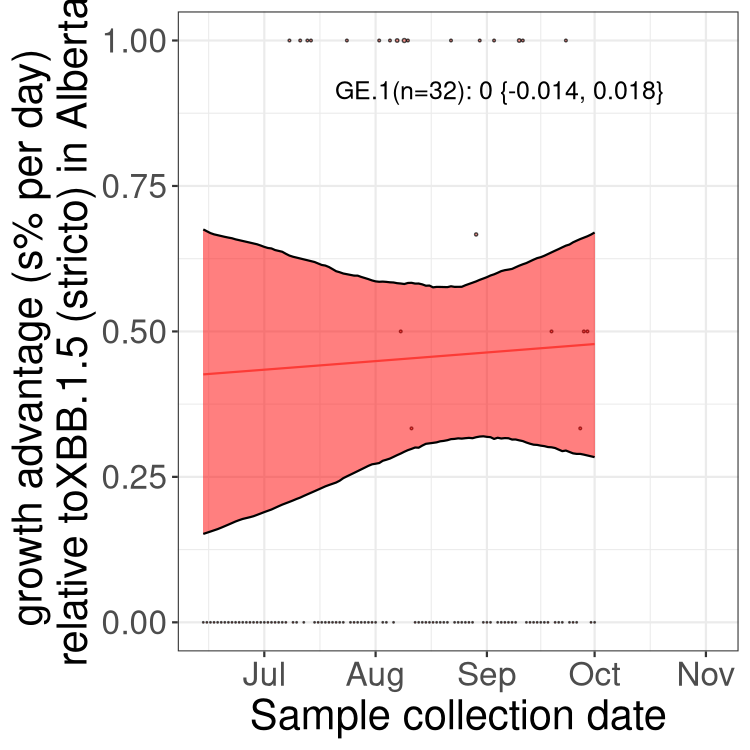 growth advantage (s% per day)
relative toXBB.1.5 (stricto) in Alberta
1.00
0.75
0.50
0.25
0.00
GE.1(n=32): 0 {-0.014, 0.018}
Jul Aug Sep Oct Nov
Sample collection date